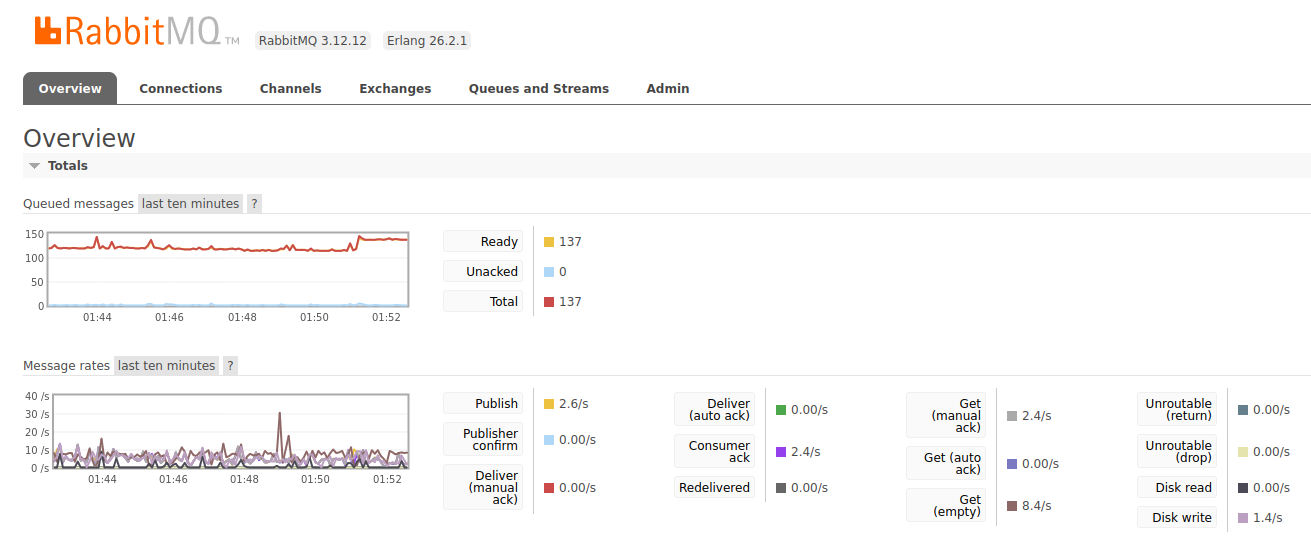 RabbitMQ TM RabbitMQ 3.12.12 Erlang 26.2.1
Overview Connections Channels Exchanges Queues and Streams Admin
Overview
Totals
Queued messages last ten minutes ?
150
100
50
0
01:44 01:46 01:48 01:50 01:52
Ready 137
Unacked 0
Total 137
Message rates last ten minutes ?
40 /s
30 /s
20 /s
10 /s
0 /s
01:44 01:46 01:48 01:50 01:52
Publish 2.6/s
Publisher
confirm 0.00/s
Deliver
(manual
ack) 0.00/s
Deliver
(auto ack) 0.00/s
Consumer
ack 2.4/s
Redelivered 0.00/s
Get
(manual
ack) 2.4/s
Get (auto
ack) 0.00/s
Get
(empty) 8.4/s
Unroutable
(return) 0.00/s
Unroutable
(drop) 0.00/s
Disk read 0.00/s
Disk write 1.4/s